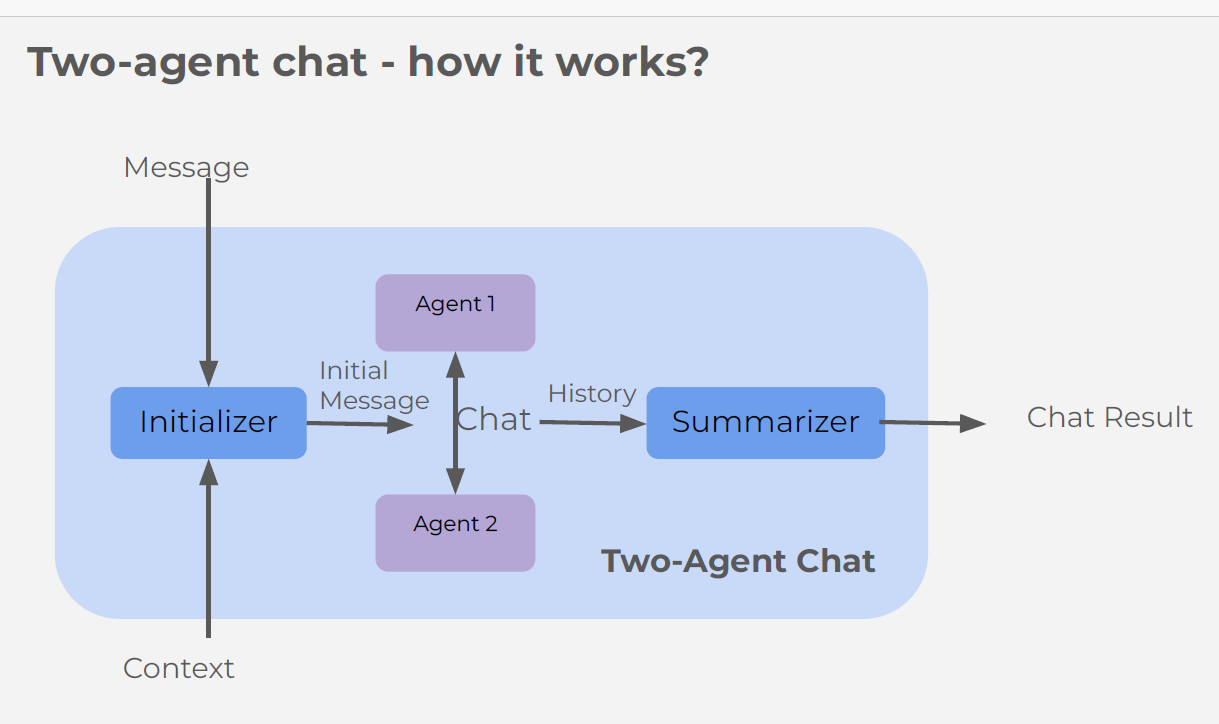 Two-agent chat - how it works?
Message
Agent 1
Initial
Message
History
Initializer
Chat
Summarizer
Chat Result
Agent 2
Two-Agent Chat
Context